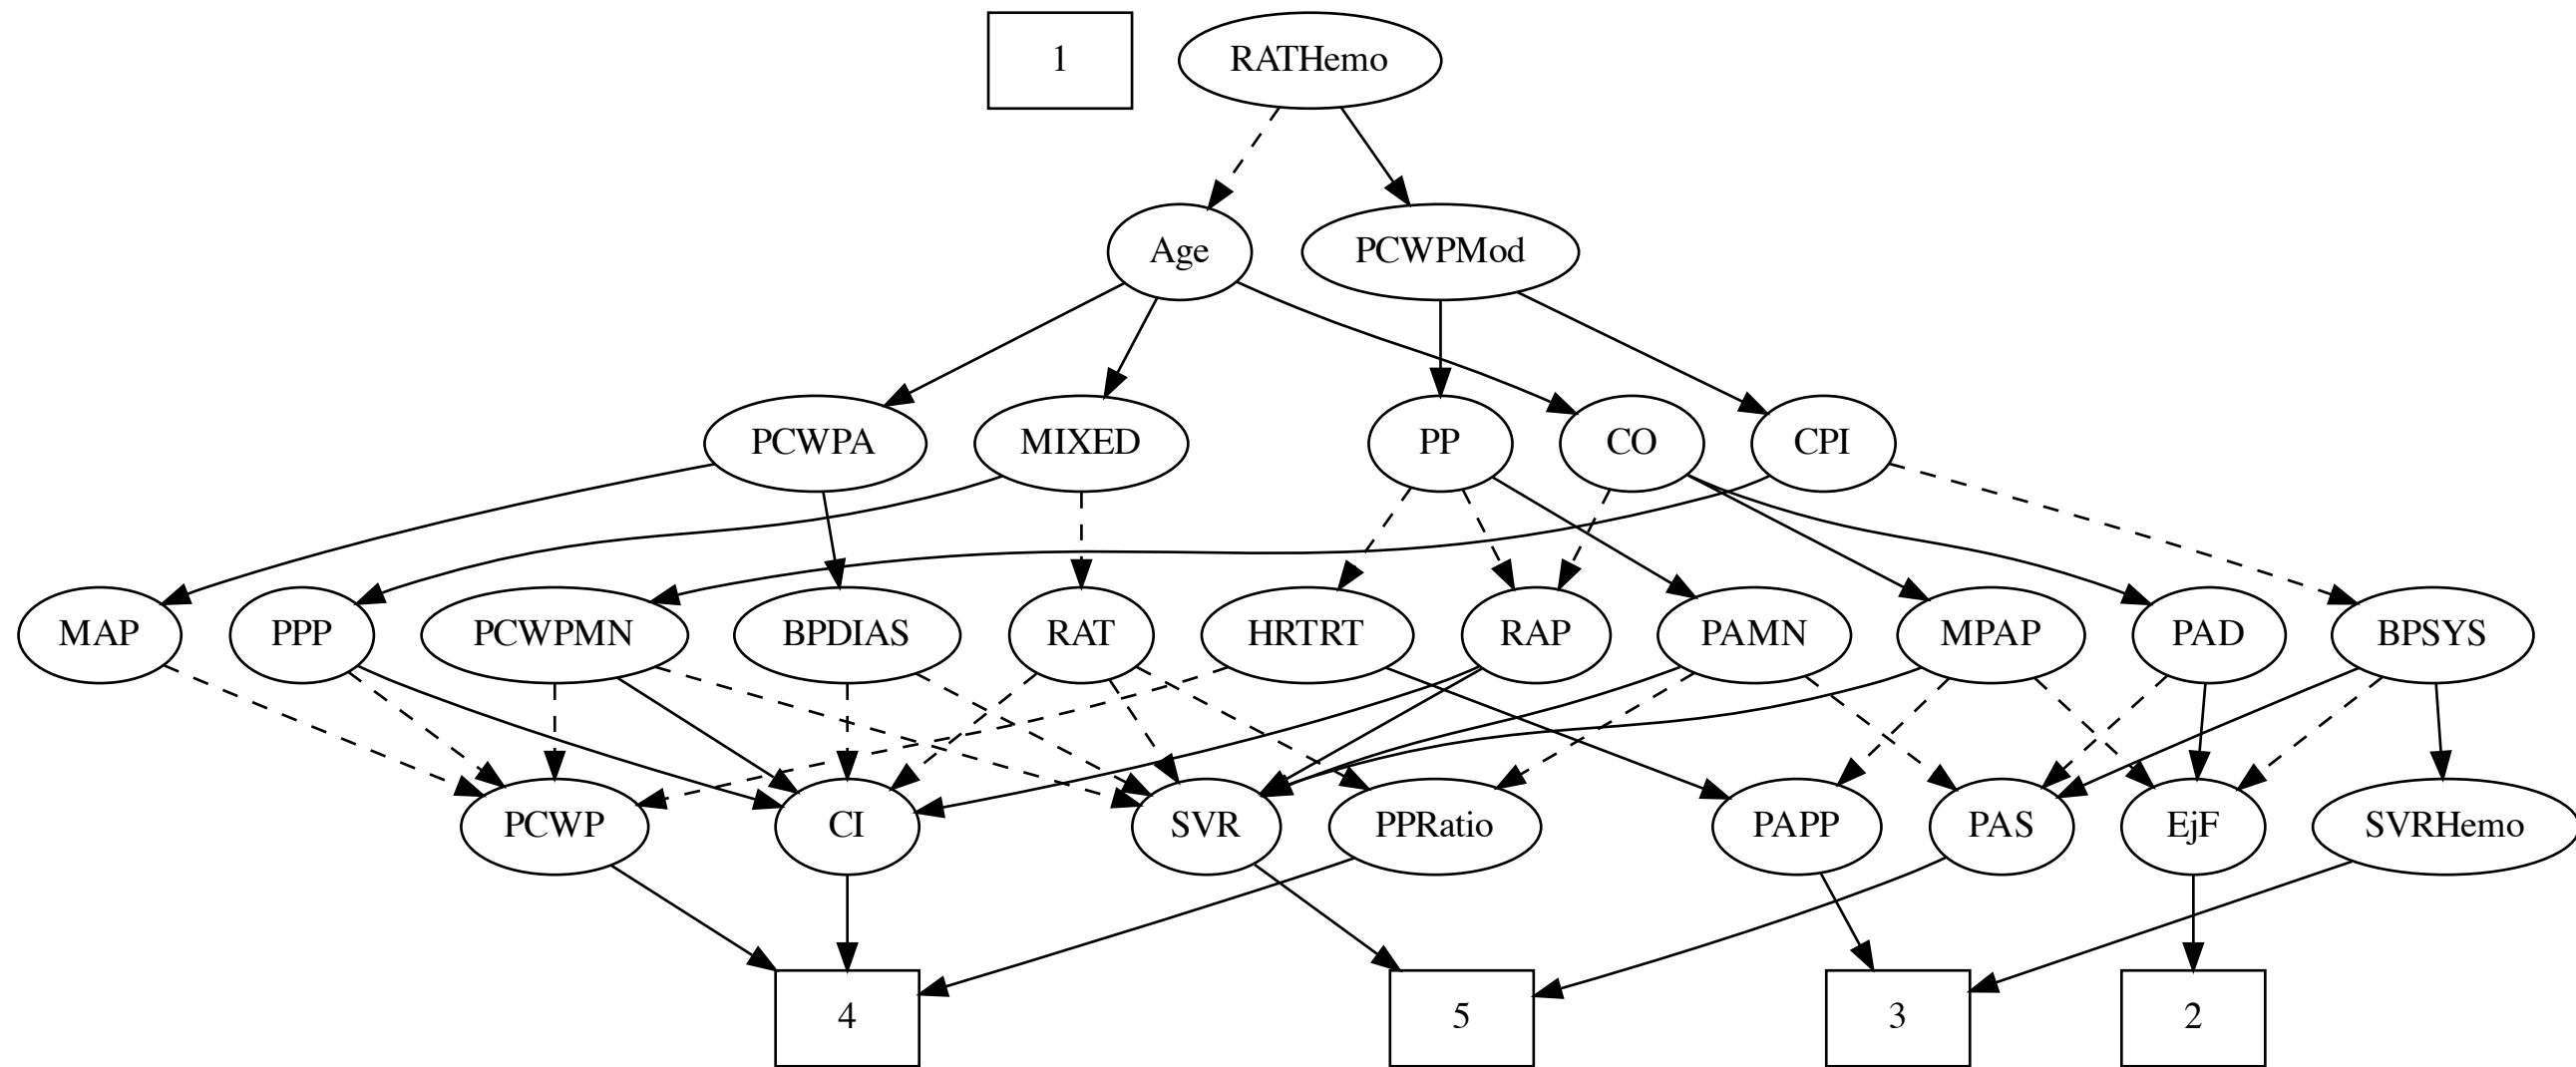 1
RATHemo
Age
PCWPMod
PCWPA
MIXED
PP
CO
CPI
MAP
PPP
PCWPMN
BPDIAS
RAT
HRTRT
RAP
PAMN
MPAP
PAD
BPSYS
PCWP
CI
SVR
PPRatio
PAPP
PAS
EjF
SVRHemo
4
5
3
2